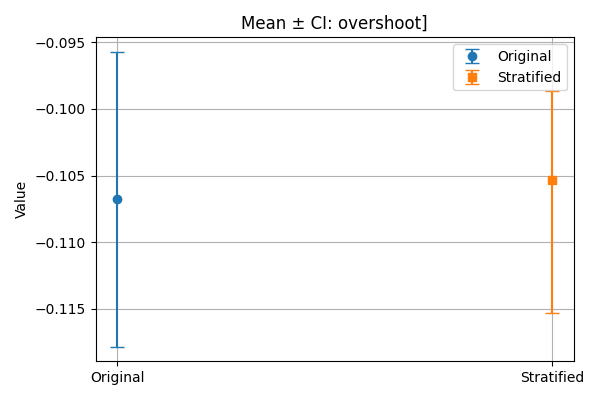 Mean ± CI: overshoot]
Original
Stratified
Value
−0.095
−0.100
−0.105
−0.110
−0.115
Original
Stratified